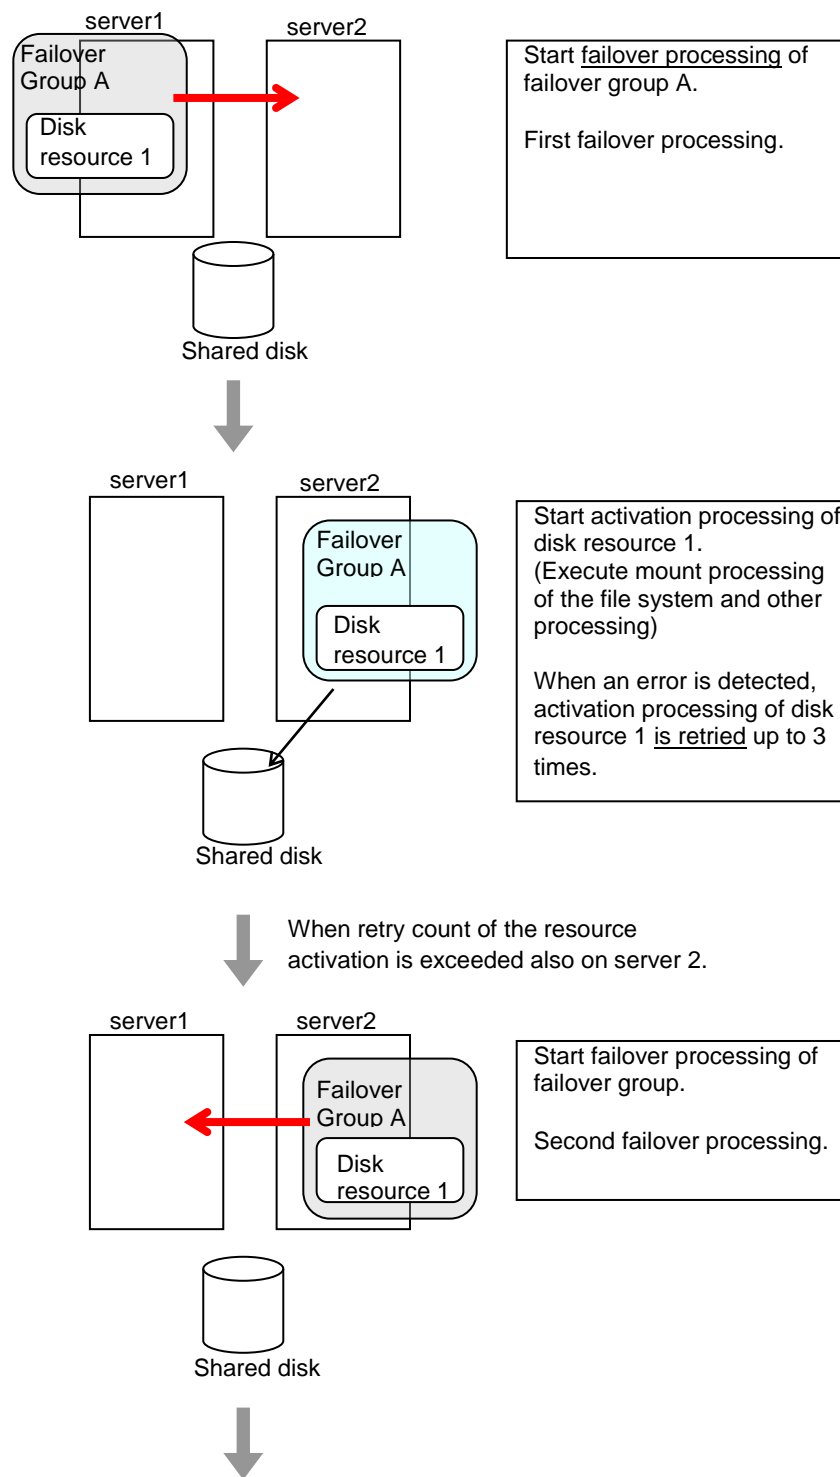 server1
server2
Failover
Group A
Disk
resource 1
Start failover processing of
failover group A.
First failover processing.
Shared disk
server1
server2
Failover
Group A
Disk
resource 1
Start activation processing of
disk resource 1.
(Execute mount processing
of the file system and other
processing)
When an error is detected,
activation processing of disk
resource 1 is retried up to 3
times.
Shared disk
When retry count of the resource
activation is exceeded also on server 2.
server1
server2
Failover
Group A
Disk
resource 1
Start failover processing of
failover group.
Second failover processing.
Shared disk